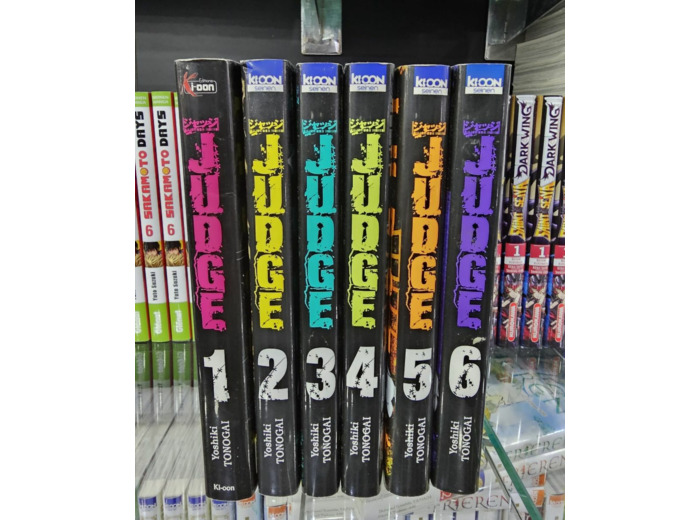 SAKAMOTO DAYS
6
Yuto Suzuki
Glénat
SAKAMOTO DAYS
6
Yuto Suzuki
Glénat
Ki-oon
ジャッジ
JUDGE
1
Yoshiki
TONOGAI
Ki-oon
KI-OON
seinen
ジャッジ
JUDGE
2
Yoshiki
TONOGAI
KI-OON
seinen
ジャッジ
JUDGE
3
Yoshiki
TONOGAI
KI-OON
seinen
ジャッジ
JUDGE
4
Yoshiki
TONOGAI
KI-OON
seinen
ジャッジ
JUDGE
5
Yoshiki
TONOGAI
KI-OON
seinen
ジャッジ
JUDGE
6
Yoshiki
TONOGAI
DARK WING
1
DARK WING
1
FRIEREN